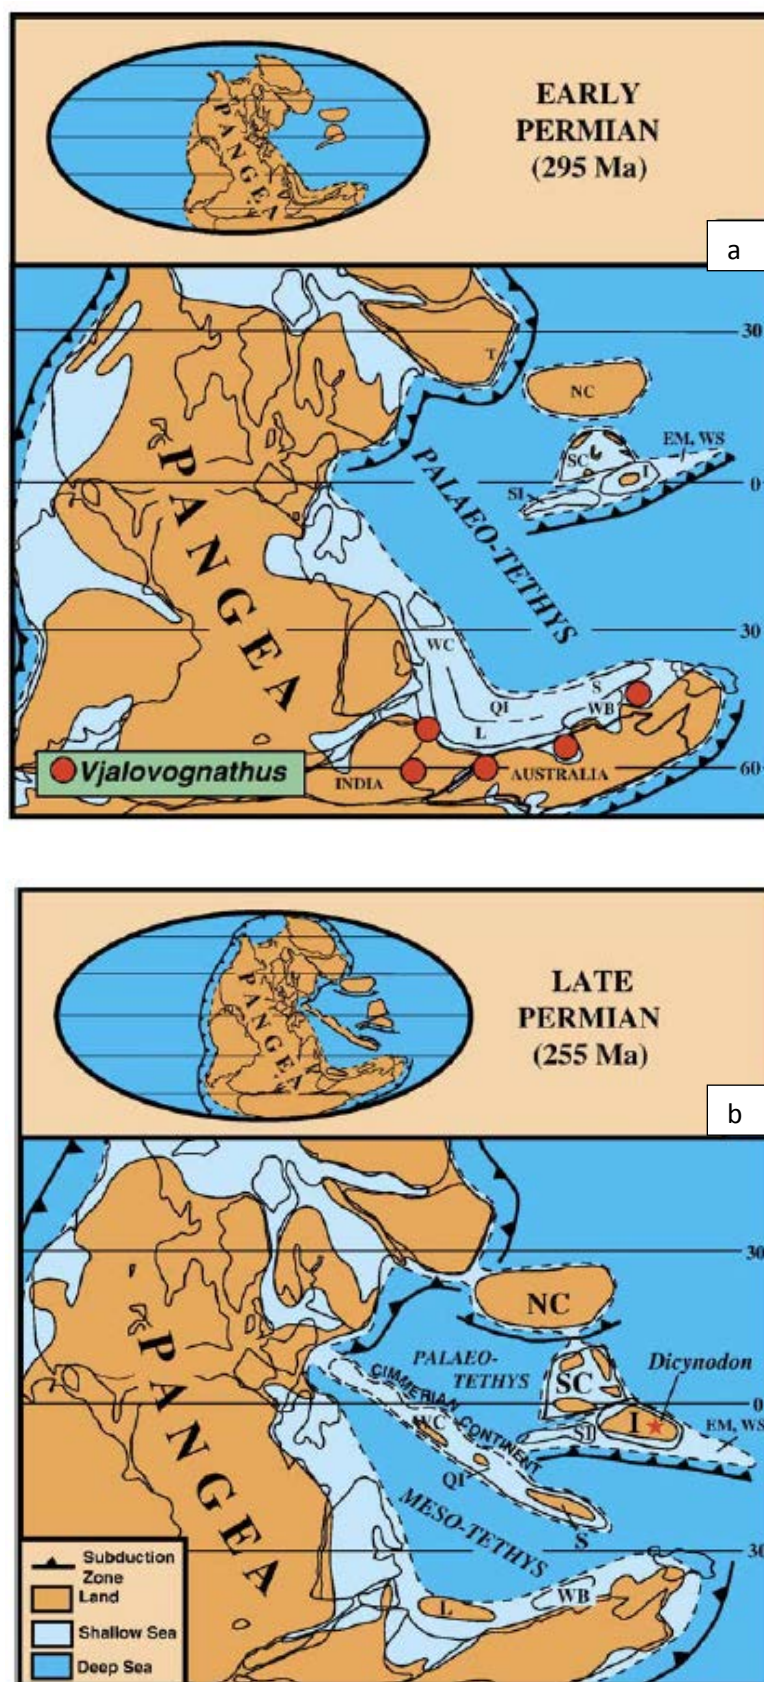 EARLY
PERMIAN
(295 Ma)
PANGEA
a
30
T
NC
EM, WS
SC
I
0
SI
PALAEO-TETHYS
PANGEA
30
WC
S
QI
WB
L
Vjalovognathus
INDIA
AUSTRALIA
60
LATE
PERMIAN
(255 Ma)
PANGEA
b
30
NC
PALAEO-
TETHYS
Dicynodon
SC
CIMMERIAN CONTINENT
0
I
EM, WS
WC
SI
QI
PANGEA
MESO-TETHYS
S
30
Subduction
Zone
Land
L
WB
Shallow Sea
Deep Sea